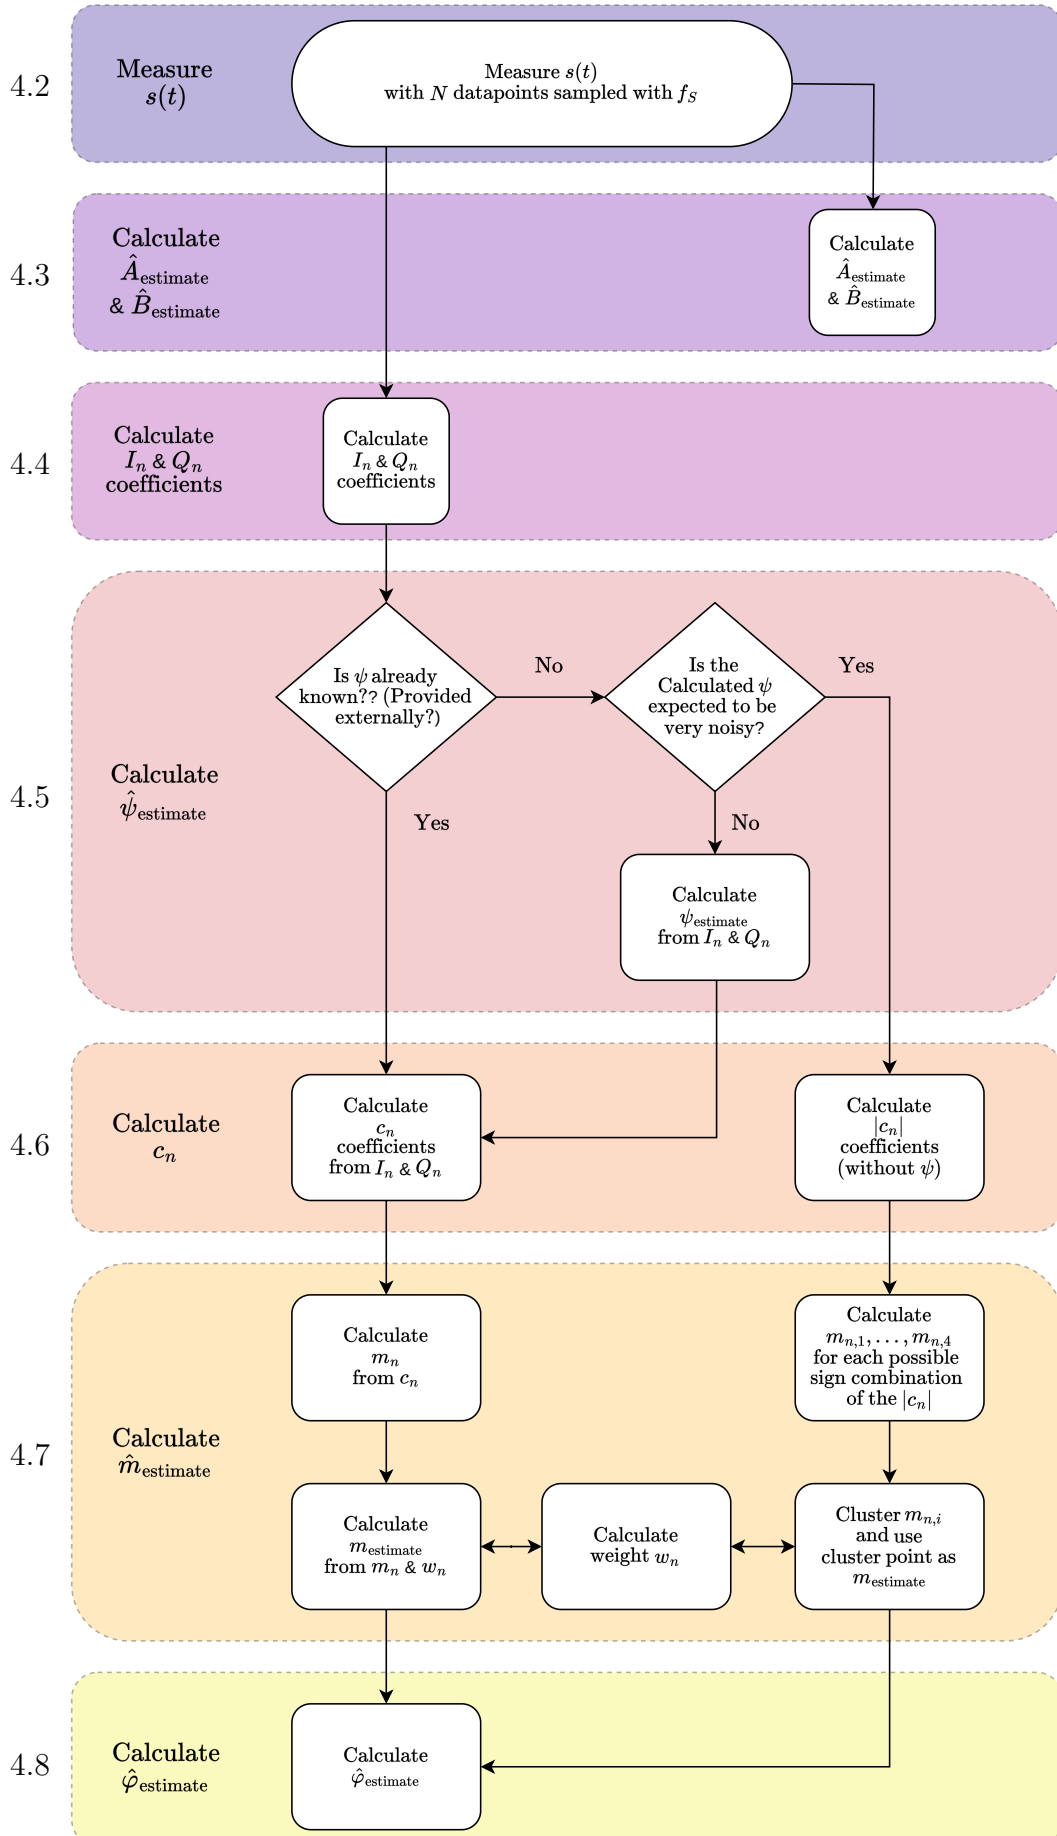 4.2
Measure
s(t)
Measure s(t)
with N datapoints sampled with f_S
4.3
Calculate
Â_estimate
& B̂_estimate
Calculate
Â_estimate
& B̂_estimate
4.4
Calculate
I_n & Q_n
coefficients
Calculate
I_n & Q_n
coefficients
4.5
Calculate
ψ̂_estimate
Is ψ already
known?? (Provided
externally?)
No
Is the
Calculated ψ
expected to be
very noisy?
Yes
Yes
No
Calculate
ψ_estimate
from I_n & Q_n
4.6
Calculate
c_n
Calculate
c_n
coefficients
from I_n & Q_n
Calculate
|c_n|
coefficients
(without ψ)
4.7
Calculate
m̂_estimate
Calculate
m_n
from c_n
Calculate
m_{n,1}, . . . , m_{n,4}
for each possible
sign combination
of the |c_n|
Calculate
m_estimate
from m_n & w_n
Calculate
weight w_n
Cluster m_{n,i}
and use
cluster point as
m_estimate
4.8
Calculate
φ̂_estimate
Calculate
φ̂_estimate